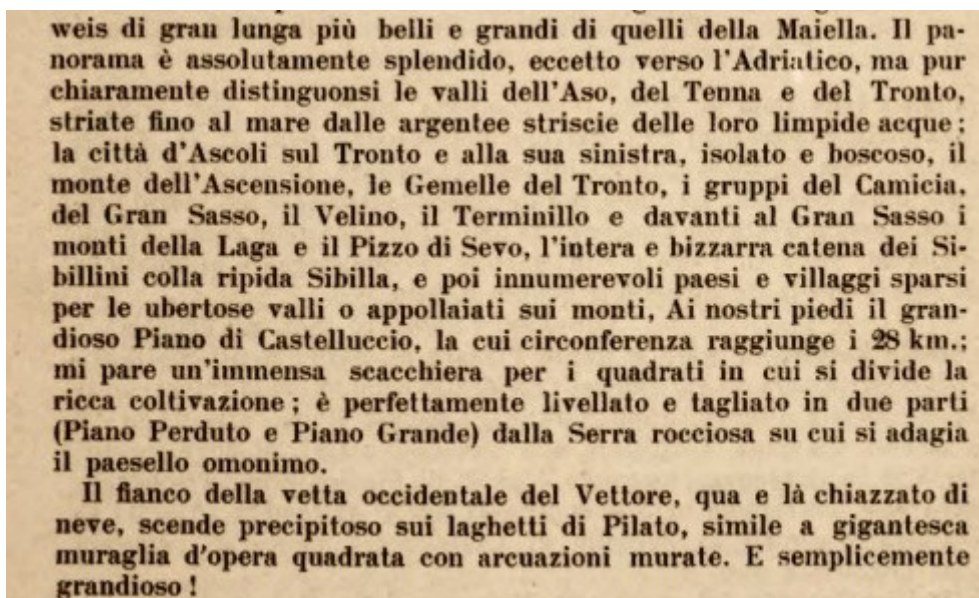 weis di gran lunga più belli e grandi di quelli della Maiella. Il pa-
norama è assolutamente splendido, eccetto verso l'Adriatico, ma pur
chiaramente distinguonsi le valli dell'Aso, del Tenna e del Tronto,
striate fino al mare dalle argentee striscie delle loro limpide acque;
la città d'Ascoli sul Tronto e alla sua sinistra, isolato e boscoso, il
monte dell'Ascensione, le Gemelle del Tronto, i gruppi del Camicia,
del Gran Sasso, il Velino, il Terminillo e davanti al Gran Sasso i
monti della Laga e il Pizzo di Sevo, l'intera e bizzarra catena dei Si-
billini colla ripida Sibilla, e poi innumerevoli paesi e villaggi sparsi
per le ubertose valli o appollaiati sui monti, Ai nostri piedi il gran-
dioso Piano di Castelluccio, la cui circonferenza raggiunge i 28 km.;
mi pare un'immensa scacchiera per i quadrati in cui si divide la
ricca coltivazione; è perfettamente livellato e tagliato in due parti
(Piano Perduto e Piano Grande) dalla Serra rocciosa su cui si adagia
il paesello omonimo.
Il fianco della vetta occidentale del Vettore, qua e là chiazzato di
neve, scende precipitoso sui laghetti di Pilato, simile a gigantesca
muraglia d'opera quadrata con arcuazioni murate. E semplicemente
grandioso!